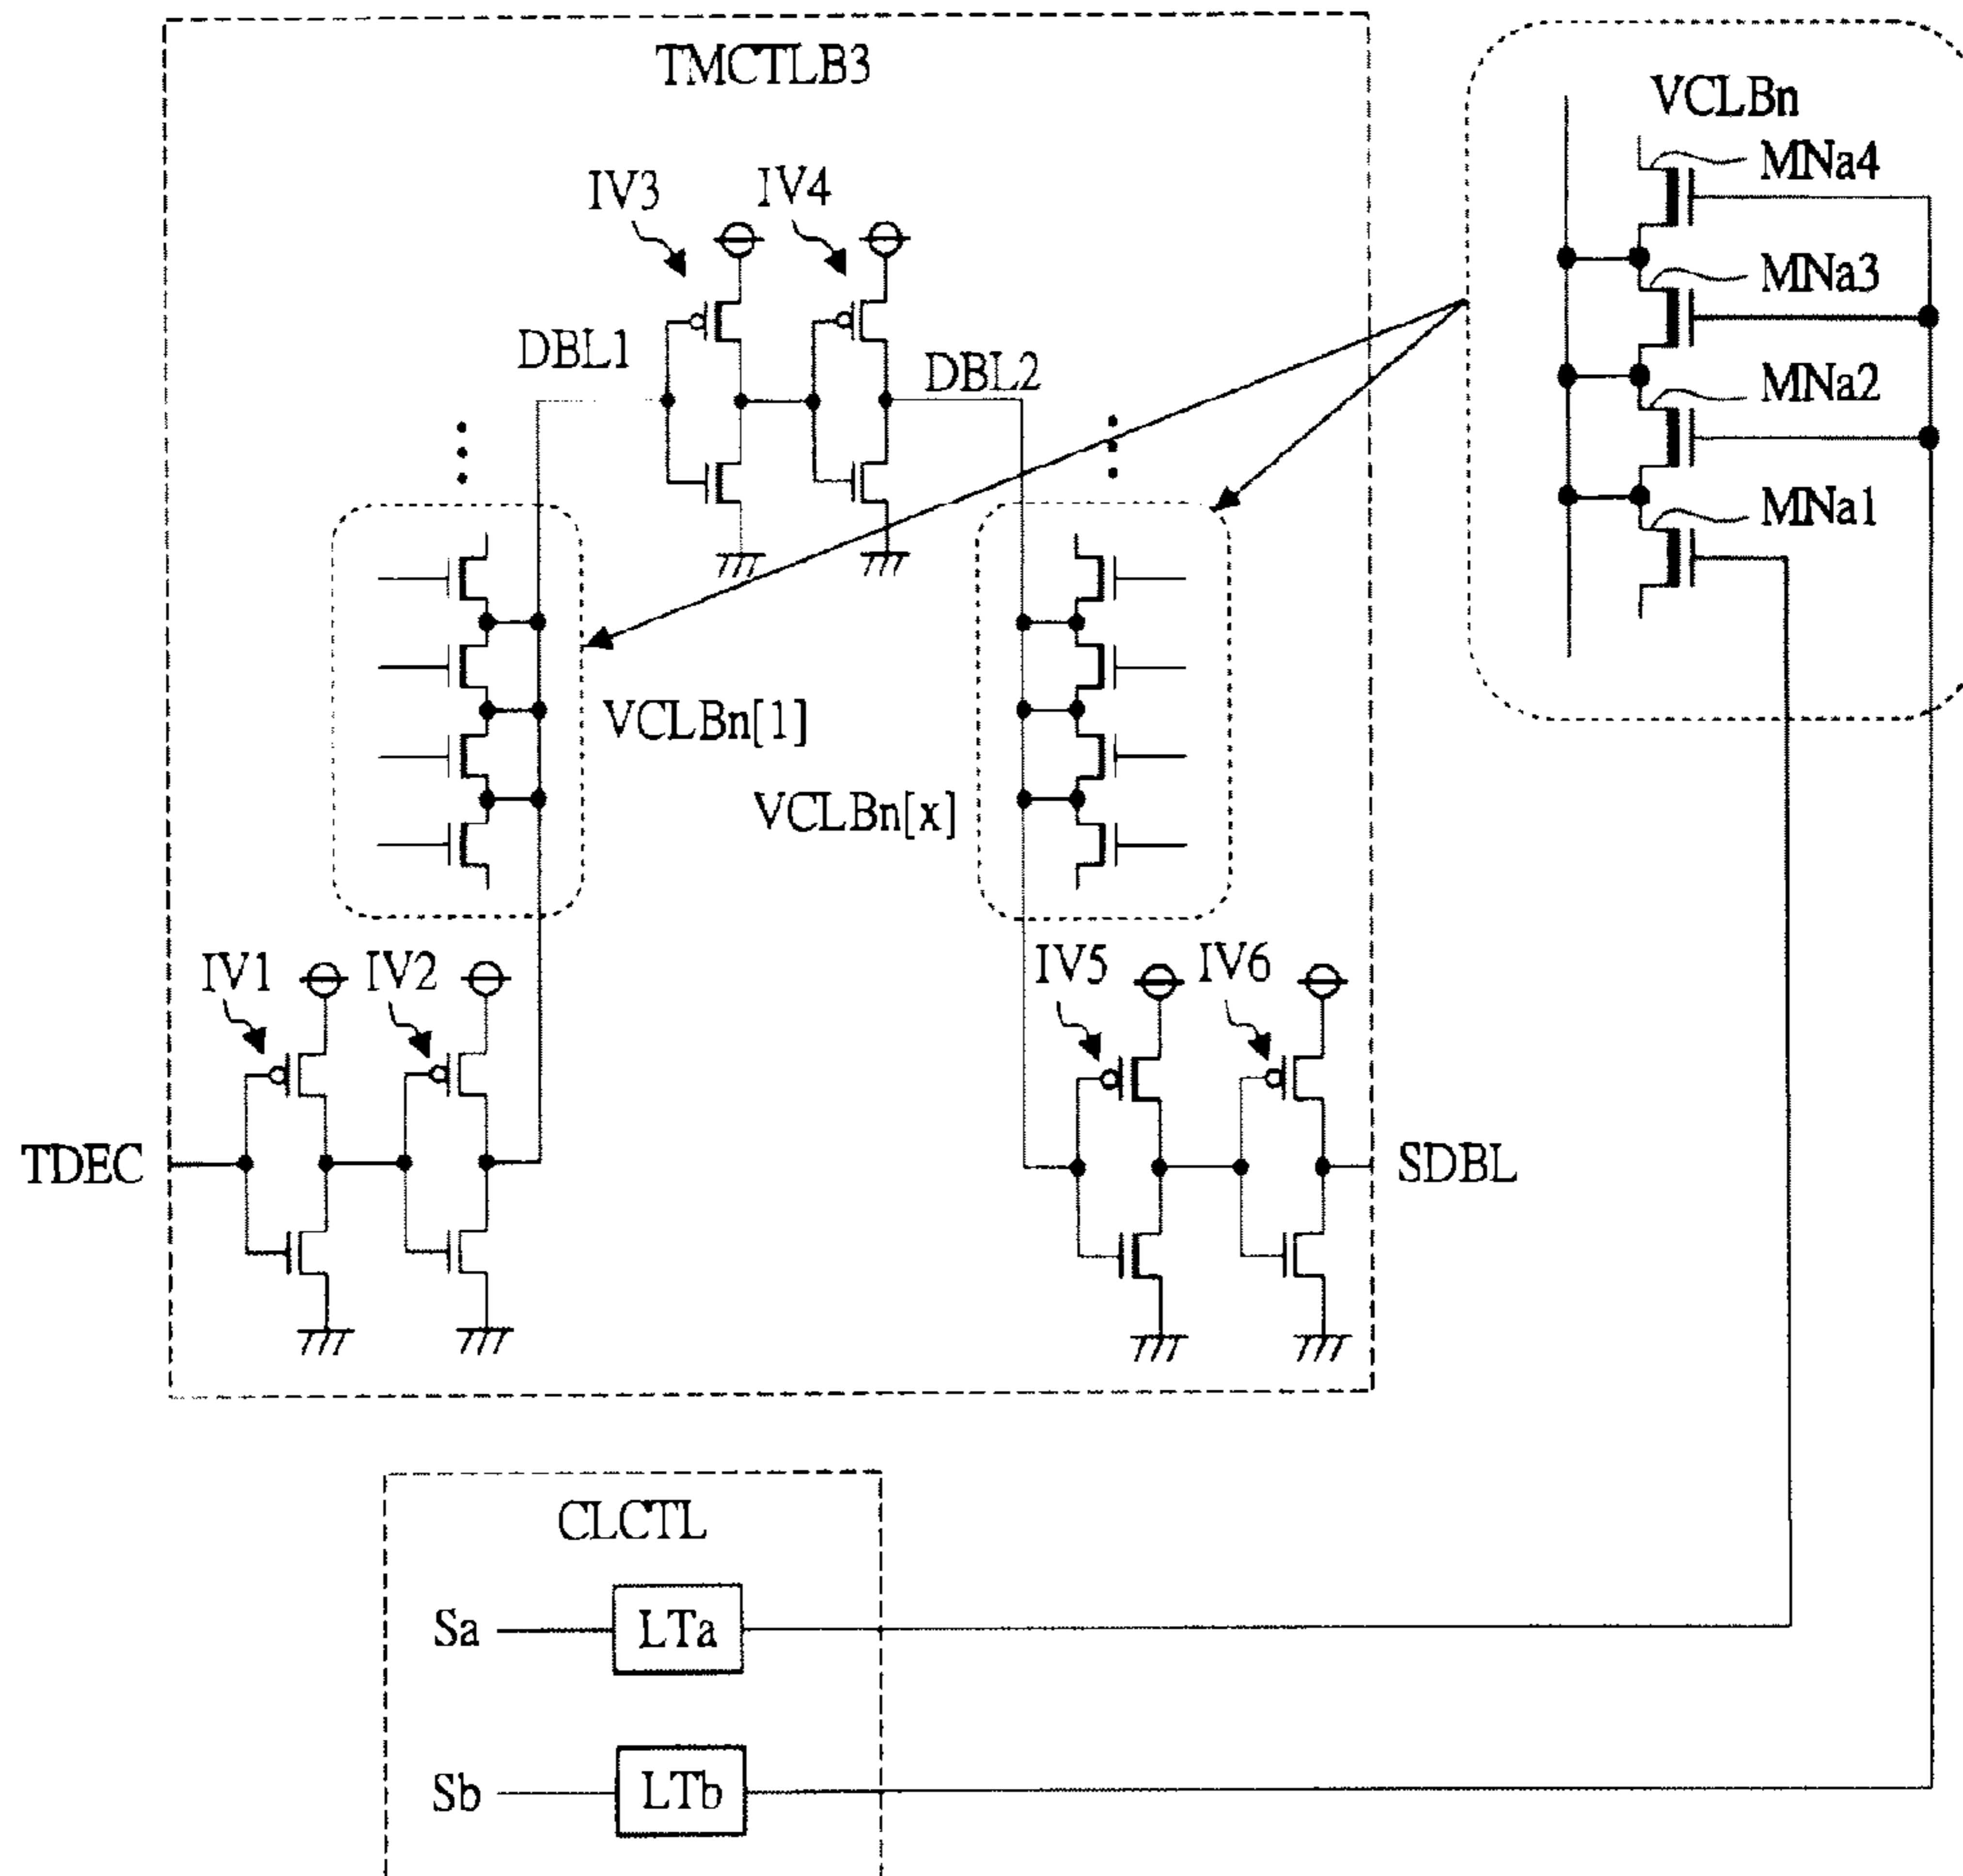 TMCTLB3
VCLBn
MNa4
MNa3
MNa2
MNa1
IV3
IV4
DBL1
DBL2
VCLBn[1]
VCLBn[x]
IV1
IV2
IV5
IV6
TDEC
SDBL
CLCTL
Sa
LTa
Sb
LTb